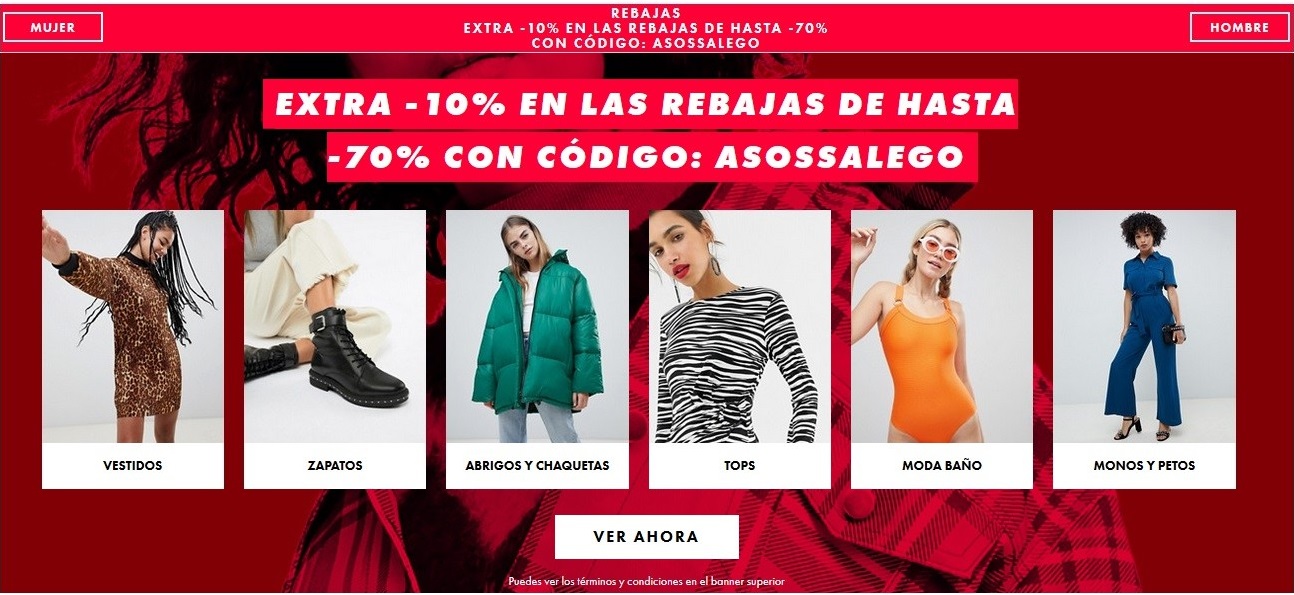 MUJER
REBAJAS
EXTRA -10% EN LAS REBAJAS DE HASTA -70%
CON CÓDIGO: ASOSSALEGO
HOMBRE
EXTRA -10% EN LAS REBAJAS DE HASTA
-70% CON CÓDIGO: ASOSSALEGO
VESTIDOS
ZAPATOS
ABRIGOS Y CHAQUETAS
TOPS
MODA BAÑO
MONOS Y PETOS
VER AHORA
Puedes ver los términos y condiciones en el banner superior